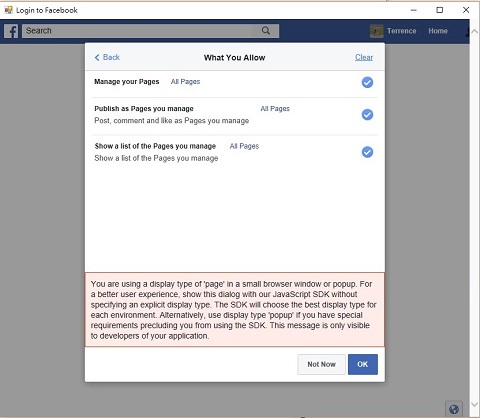 Login to Facebook
f Search Terrence Home
Back What You Allow Clear
Manage your Pages All Pages
Publish as Pages you manage All Pages
Post, comment and like as Pages you manage
Show a list of the Pages you manage All Pages
Show a list of the Pages you manage
You are using a display type of 'page' in a small browser window or popup. For
a better user experience, show this dialog with our JavaScript SDK without
specifying an explicit display type. The SDK will choose the best display type for
each environment. Alternatively, use display type 'popup' if you have special
requirements precluding you from using the SDK. This message is only visible
to developers of your application.
Not Now OK